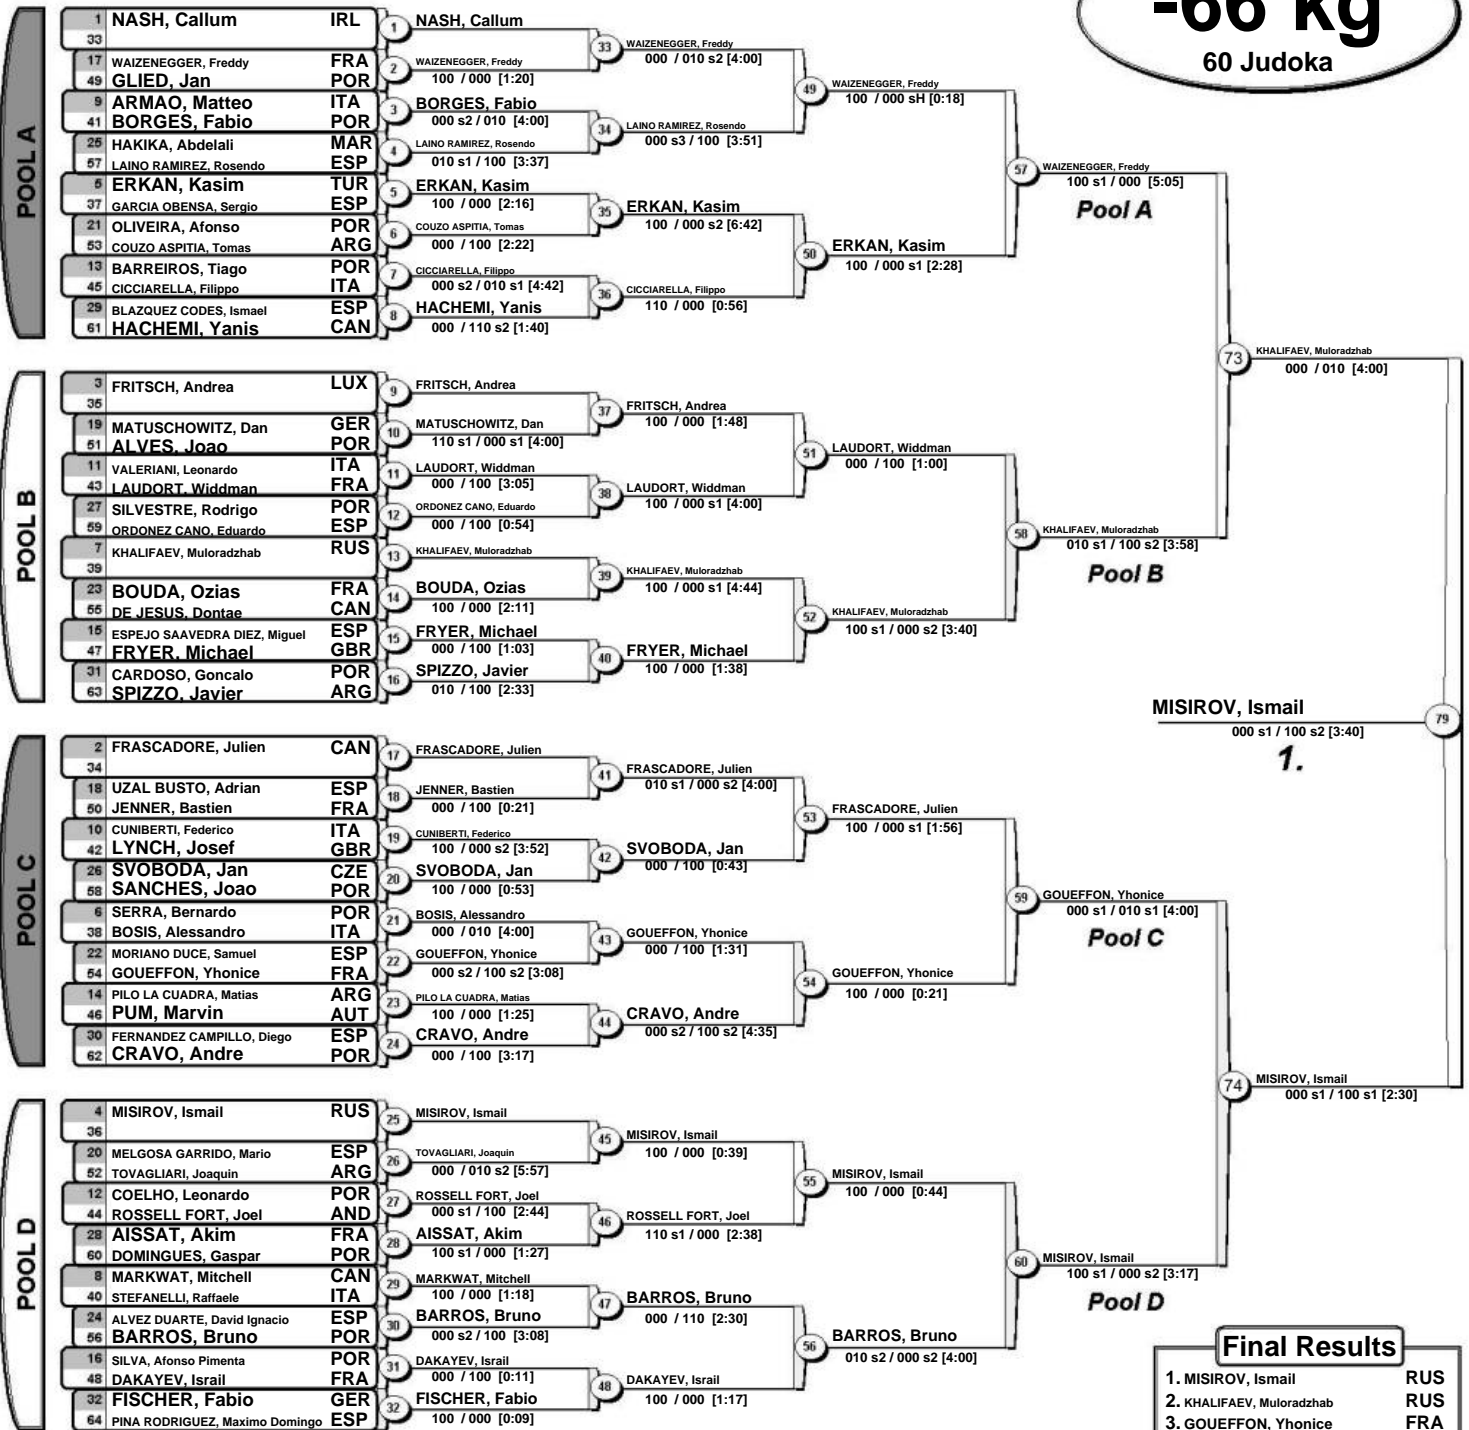 -66 kg
60 Judoka
POOL A
1 NASH, Callum IRL
33
17 WAIZENEGGER, Freddy FRA
49 GLIED, Jan POR
9 ARMAO, Matteo ITA
41 BORGES, Fabio POR
25 HAKIKA, Abdelali MAR
57 LAINO RAMIREZ, Rosendo ESP
5 ERKAN, Kasim TUR
37 GARCIA OBENSA, Sergio ESP
21 OLIVEIRA, Afonso POR
53 COUZO ASPITIA, Tomas ARG
13 BARREIROS, Tiago POR
45 CICCIARELLA, Filippo ITA
29 BLAZQUEZ CODES, Ismael ESP
61 HACHEMI, Yanis CAN
1 NASH, Callum
2 WAIZENEGGER, Freddy
100 / 000 [1:20]
3 BORGES, Fabio
000 s2 / 010 [4:00]
4 LAINO RAMIREZ, Rosendo
010 s1 / 100 [3:37]
5 ERKAN, Kasim
100 / 000 [2:16]
6 COUZO ASPITIA, Tomas
000 / 100 [2:22]
7 CICCIARELLA, Filippo
000 s2 / 010 s1 [4:42]
8 HACHEMI, Yanis
000 / 110 s2 [1:40]
33 WAIZENEGGER, Freddy
000 / 010 s2 [4:00]
34 LAINO RAMIREZ, Rosendo
000 s3 / 100 [3:51]
35 ERKAN, Kasim
100 / 000 s2 [6:42]
36 CICCIARELLA, Filippo
110 / 000 [0:56]
49 WAIZENEGGER, Freddy
100 / 000 sH [0:18]
50 ERKAN, Kasim
100 / 000 s1 [2:28]
57 WAIZENEGGER, Freddy
100 s1 / 000 [5:05]
Pool A
POOL B
3 FRITSCH, Andrea LUX
35
19 MATUSCHOWITZ, Dan GER
51 ALVES, Joao POR
11 VALERIANI, Leonardo ITA
43 LAUDORT, Widdman FRA
27 SILVESTRE, Rodrigo POR
59 ORDONEZ CANO, Eduardo ESP
7 KHALIFAEV, Muloradzhab RUS
39
23 BOUDA, Ozias FRA
55 DE JESUS, Dontae CAN
15 ESPEJO SAAVEDRA DIEZ, Miguel ESP
47 FRYER, Michael GBR
31 CARDOSO, Goncalo POR
63 SPIZZO, Javier ARG
9 FRITSCH, Andrea
10 MATUSCHOWITZ, Dan
110 s1 / 000 s1 [4:00]
11 LAUDORT, Widdman
000 / 100 [3:05]
12 ORDONEZ CANO, Eduardo
000 / 100 [0:54]
13 KHALIFAEV, Muloradzhab
14 BOUDA, Ozias
100 / 000 [2:11]
15 FRYER, Michael
000 / 100 [1:03]
16 SPIZZO, Javier
010 / 100 [2:33]
37 FRITSCH, Andrea
100 / 000 [1:48]
38 LAUDORT, Widdman
100 / 000 s1 [4:00]
39 KHALIFAEV, Muloradzhab
100 / 000 s1 [4:44]
40 FRYER, Michael
100 / 000 [1:38]
51 LAUDORT, Widdman
000 / 100 [1:00]
52 KHALIFAEV, Muloradzhab
100 s1 / 000 s2 [3:40]
58 KHALIFAEV, Muloradzhab
010 s1 / 100 s2 [3:58]
Pool B
73 KHALIFAEV, Muloradzhab
000 / 010 [4:00]
MISIROV, Ismail 79
000 s1 / 100 s2 [3:40]
1.
POOL C
2 FRASCADORE, Julien CAN
34
18 UZAL BUSTO, Adrian ESP
50 JENNER, Bastien FRA
10 CUNIBERTI, Federico ITA
42 LYNCH, Josef GBR
26 SVOBODA, Jan CZE
58 SANCHES, Joao POR
6 SERRA, Bernardo POR
38 BOSIS, Alessandro ITA
22 MORIANO DUCE, Samuel ESP
54 GOUEFFON, Yhonice FRA
14 PILO LA CUADRA, Matias ARG
46 PUM, Marvin AUT
30 FERNANDEZ CAMPILLO, Diego ESP
62 CRAVO, Andre POR
17 FRASCADORE, Julien
18 JENNER, Bastien
000 / 100 [0:21]
19 CUNIBERTI, Federico
100 / 000 s2 [3:52]
20 SVOBODA, Jan
100 / 000 [0:53]
21 BOSIS, Alessandro
000 / 010 [4:00]
22 GOUEFFON, Yhonice
000 s2 / 100 s2 [3:08]
23 PILO LA CUADRA, Matias
100 / 000 [1:25]
24 CRAVO, Andre
000 / 100 [3:17]
41 FRASCADORE, Julien
010 s1 / 000 s2 [4:00]
42 SVOBODA, Jan
000 / 100 [0:43]
43 GOUEFFON, Yhonice
000 / 100 [1:31]
44 CRAVO, Andre
000 s2 / 100 s2 [4:35]
53 FRASCADORE, Julien
100 / 000 s1 [1:56]
54 GOUEFFON, Yhonice
100 / 000 [0:21]
59 GOUEFFON, Yhonice
000 s1 / 010 s1 [4:00]
Pool C
74 MISIROV, Ismail
000 s1 / 100 s1 [2:30]
POOL D
4 MISIROV, Ismail RUS
36
20 MELGOSA GARRIDO, Mario ESP
52 TOVAGLIARI, Joaquin ARG
12 COELHO, Leonardo POR
44 ROSSELL FORT, Joel AND
28 AISSAT, Akim FRA
60 DOMINGUES, Gaspar POR
8 MARKWAT, Mitchell CAN
40 STEFANELLI, Raffaele ITA
24 ALVEZ DUARTE, David Ignacio ESP
56 BARROS, Bruno POR
16 SILVA, Afonso Pimenta POR
48 DAKAYEV, Israil FRA
32 FISCHER, Fabio GER
64 PINA RODRIGUEZ, Maximo Domingo ESP
25 MISIROV, Ismail
26 TOVAGLIARI, Joaquin
000 / 010 s2 [5:57]
27 ROSSELL FORT, Joel
000 s1 / 100 [2:44]
28 AISSAT, Akim
100 s1 / 000 [1:27]
29 MARKWAT, Mitchell
100 / 000 [1:18]
30 BARROS, Bruno
000 s2 / 100 [3:08]
31 DAKAYEV, Israil
000 / 100 [0:11]
32 FISCHER, Fabio
100 / 000 [0:09]
45 MISIROV, Ismail
100 / 000 [0:39]
46 ROSSELL FORT, Joel
110 s1 / 000 [2:38]
47 BARROS, Bruno
000 / 110 [2:30]
48 DAKAYEV, Israil
100 / 000 [1:17]
55 MISIROV, Ismail
100 / 000 [0:44]
56 BARROS, Bruno
010 s2 / 000 s2 [4:00]
60 MISIROV, Ismail
100 s1 / 000 s2 [3:17]
Pool D
Final Results
1. MISIROV, Ismail RUS
2. KHALIFAEV, Muloradzhab RUS
3. GOUEFFON, Yhonice FRA